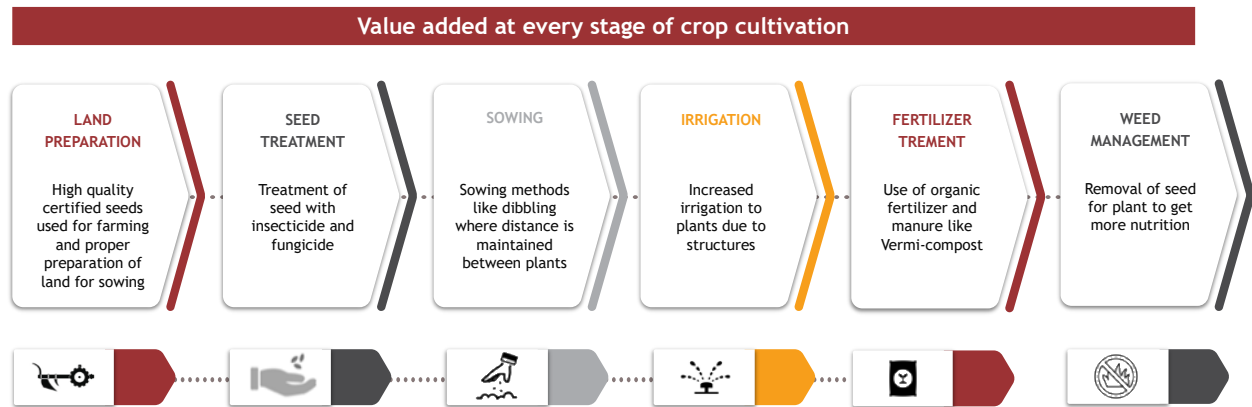 Value added at every stage of crop cultivation
LAND
PREPARATION
High quality
certified seeds
used for farming
and proper
preparation of
land for sowing
SEED
TREATMENT
Treatment of
seed with
insecticide and
fungicide
SOWING
Sowing methods
like dibbling
where distance is
maintained
between plants
IRRIGATION
Increased
irrigation to
plants due to
structures
FERTILIZER
TREMENT
Use of organic
fertilizer and
manure like
Vermi-compost
WEED
MANAGEMENT
Removal of seed
for plant to get
more nutrition